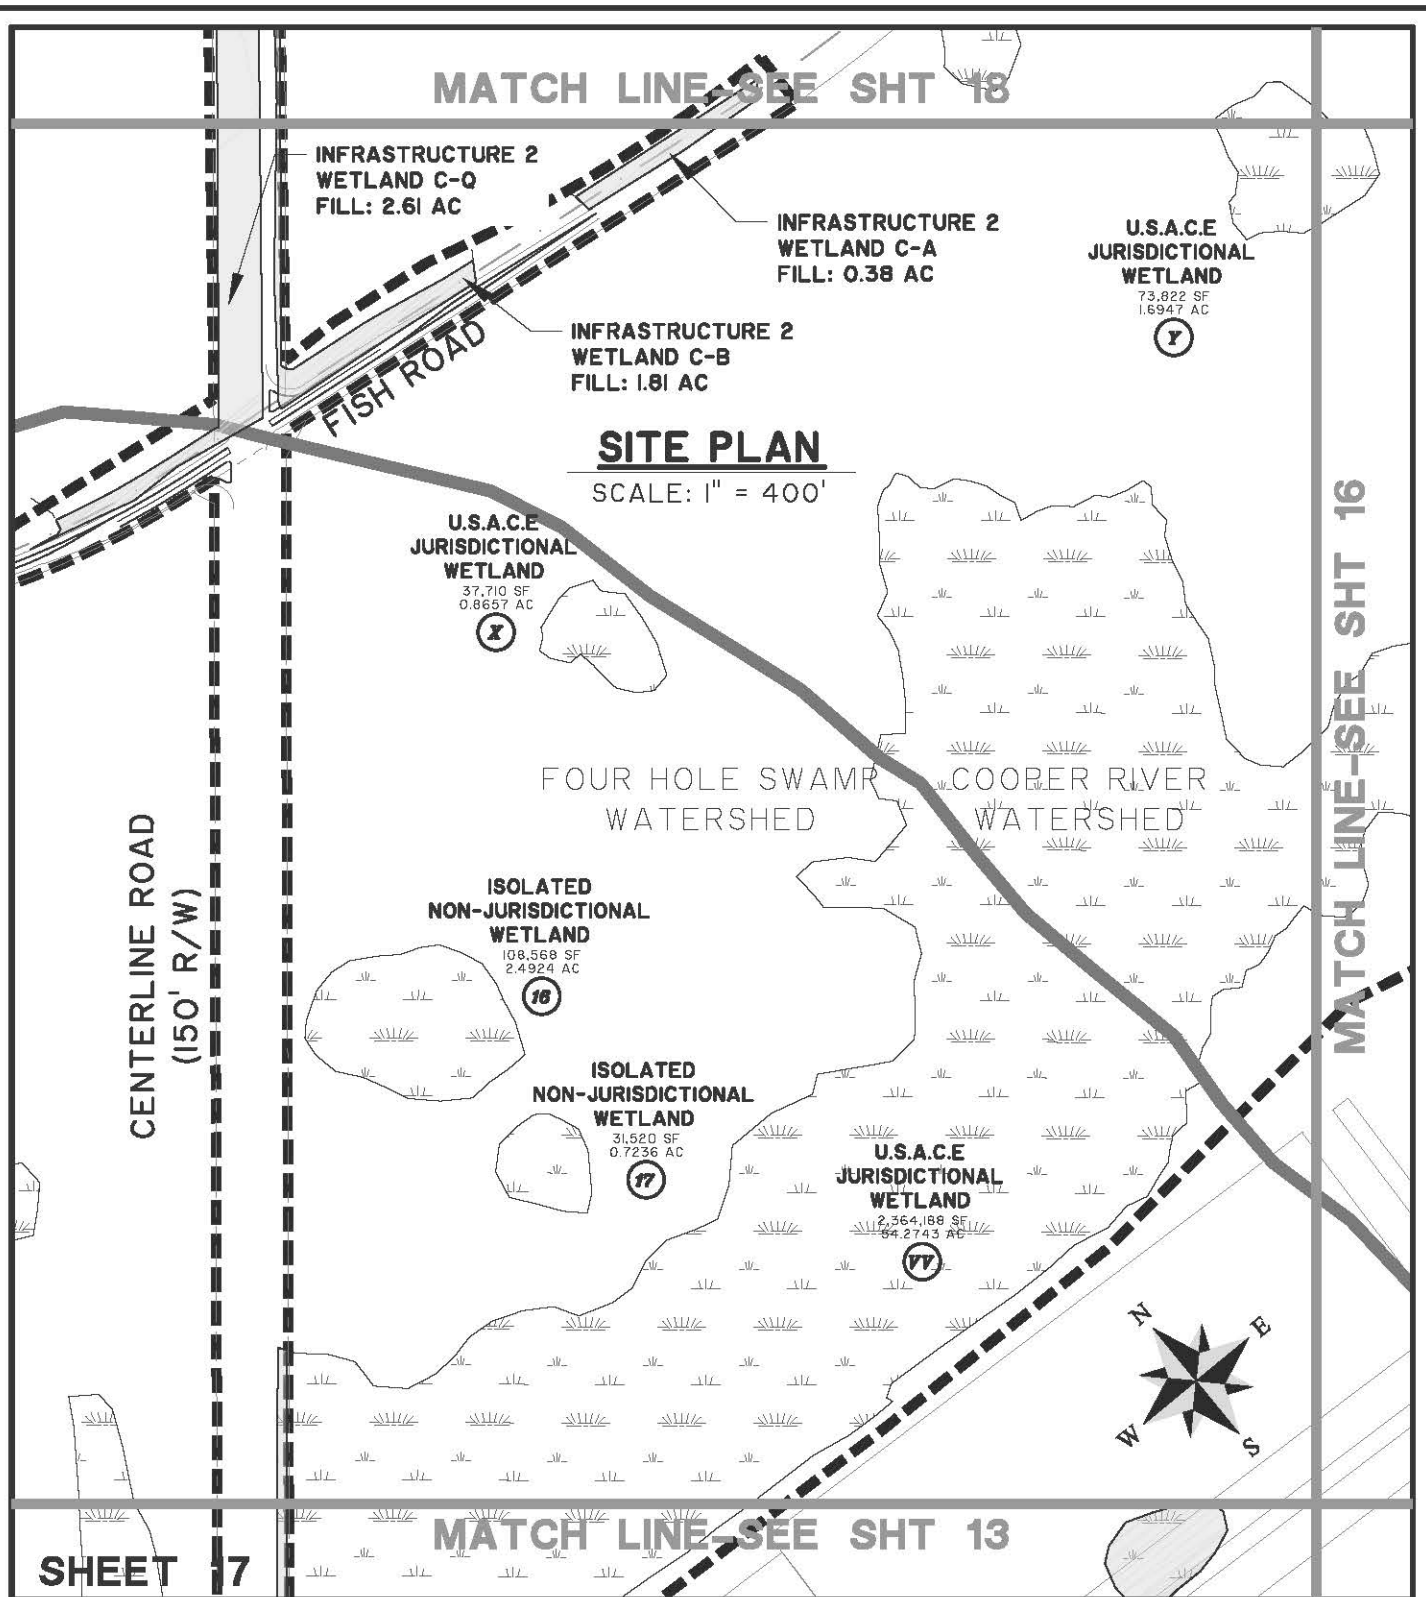 MATCH LINE-SEE SHT 18
INFRASTRUCTURE 2
WETLAND C-Q
FILL: 2.61 AC
INFRASTRUCTURE 2
WETLAND C-A
FILL: 0.38 AC
U.S.A.C.E
JURISDICTIONAL
WETLAND
73,822 SF
1.6947 AC
Y
INFRASTRUCTURE 2
WETLAND C-B
FILL: 1.81 AC
FISH ROAD
SITE PLAN
SCALE: 1" = 400'
U.S.A.C.E
JURISDICTIONAL
WETLAND
37,710 SF
0.8657 AC
X
MATCH LINE-SEE SHT 16
FOUR HOLE SWAMP
WATERSHED
COOPER RIVER
WATERSHED
CENTERLINE ROAD
(150' R/W)
ISOLATED
NON-JURISDICTIONAL
WETLAND
108,568 SF
2.4924 AC
16
ISOLATED
NON-JURISDICTIONAL
WETLAND
31,520 SF
0.7236 AC
17
U.S.A.C.E
JURISDICTIONAL
WETLAND
2,364,188 SF
54.2743 AC
VV
N
E
W
S
MATCH LINE-SEE SHT 13
SHEET 17